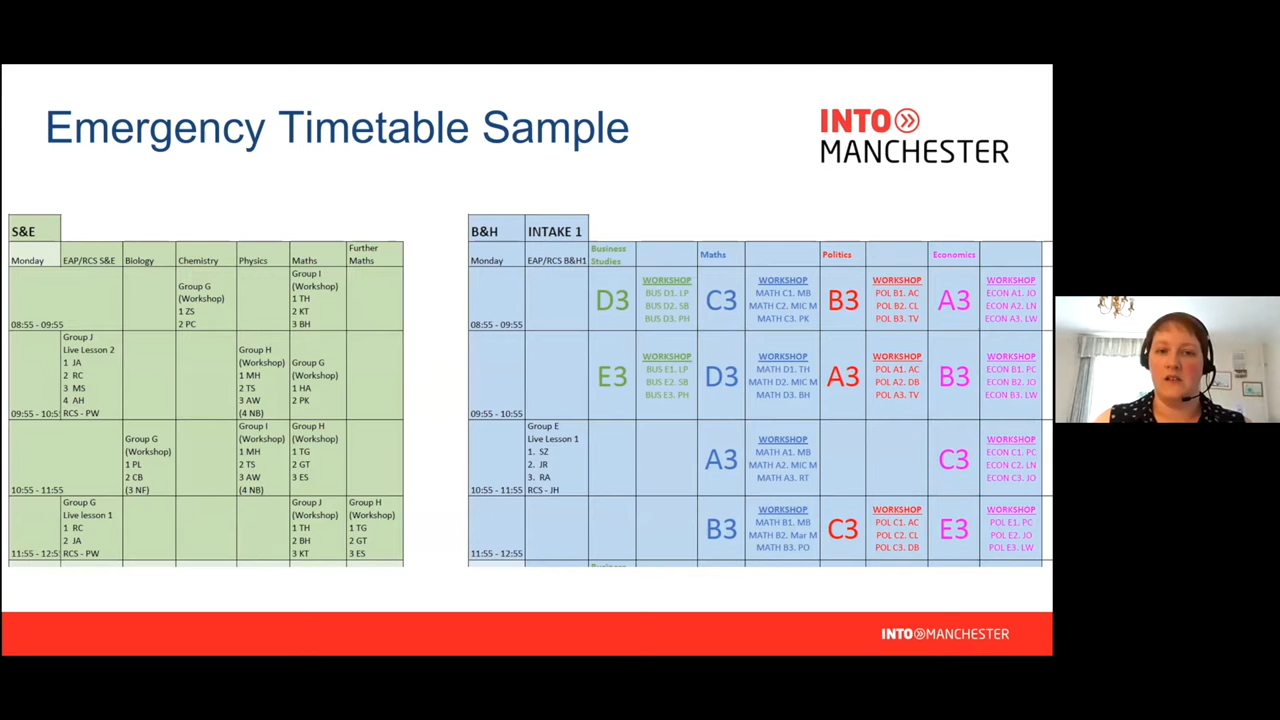 Emergency Timetable Sample
INTO
MANCHESTER
S&E
Monday EAP/RCS S&E Biology Chemistry Physics Maths Further Maths
08:55 - 09:55
Group G
(Workshop)
1 ZS
2 PC
Group I
(Workshop)
1 TH
2 KT
3 BH
09:55 - 10:5
Group J
Live Lesson 2
1 JA
2 RC
3 MS
4 AH
RCS - PW
Group H
(Workshop)
1 MH
2 TS
3 AW
(4 NB)
Group G
(Workshop)
1 HA
2 PK
10:55 - 11:55
Group G
(Workshop)
1 PL
2 CB
(3 NF)
Group I
(Workshop)
1 MH
2 TS
3 AW
(4 NB)
Group H
(Workshop)
1 TG
2 GT
3 ES
11:55 - 12:5
Group G
Live lesson 1
1 RC
2 JA
RCS - PW
Group J
(Workshop)
1 TH
2 BH
3 KT
Group H
(Workshop)
1 TG
2 GT
3 ES
B&H INTAKE 1
Monday EAP/RCS B&H1 Business Studies Maths Politics Economics
08:55 - 09:55
D3
WORKSHOP
BUS D1. LP
BUS D2. SB
BUS D3. PH
C3
WORKSHOP
MATH C1. MB
MATH C2. MIC M
MATH C3. PK
B3
WORKSHOP
POL B1. AC
POL B2. CL
POL B3. TV
A3
WORKSHOP
ECON A1. JO
ECON A2. LN
ECON A3. LW
09:55 - 10:55
E3
WORKSHOP
BUS E1. LP
BUS E2. SB
BUS E3. PH
D3
WORKSHOP
MATH D1. TH
MATH D2. MIC M
MATH D3. BH
A3
WORKSHOP
POL A1. AC
POL A2. DB
POL A3. TV
B3
WORKSHOP
ECON B1. PC
ECON B2. JO
ECON B3. LW
10:55 - 11:55
Group E
Live Lesson 1
1. SZ
2. JR
3. RA
RCS - JH
A3
WORKSHOP
MATH A1. MB
MATH A2. MIC M
MATH A3. RT
C3
WORKSHOP
ECON C1. PC
ECON C2. LN
ECON C3. JO
11:55 - 12:55
B3
WORKSHOP
MATH B1. MB
MATH B2. Mar M
MATH B3. PO
C3
WORKSHOP
POL C1. AC
POL C2. CL
POL C3. DB
E3
WORKSHOP
POL E1. PC
POL E2. JO
POL E3. LW
INTO MANCHESTER